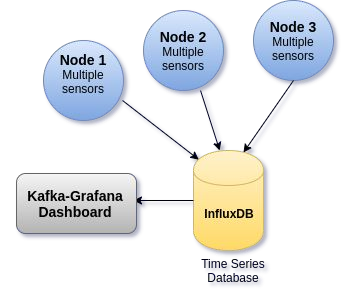 Node 1
Multiple
sensors
Node 2
Multiple
sensors
Node 3
Multiple
sensors
Kafka-Grafana
Dashboard
InfluxDB
Time Series
Database